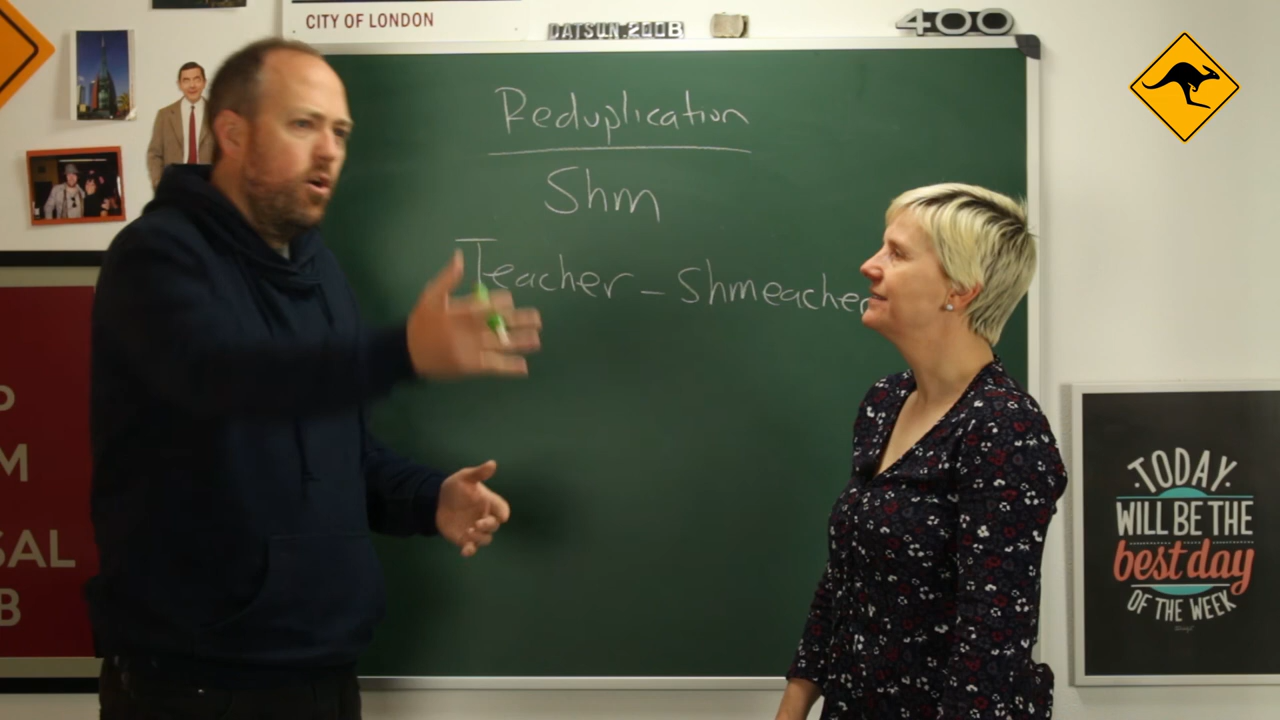 CITY OF LONDON
DATSUN 200B
400
Reduplication
Shm
Teacher - Shmeacher
P
M
SAL
B
·TODAY·
WILL BE THE
best day
OF THE WEEK